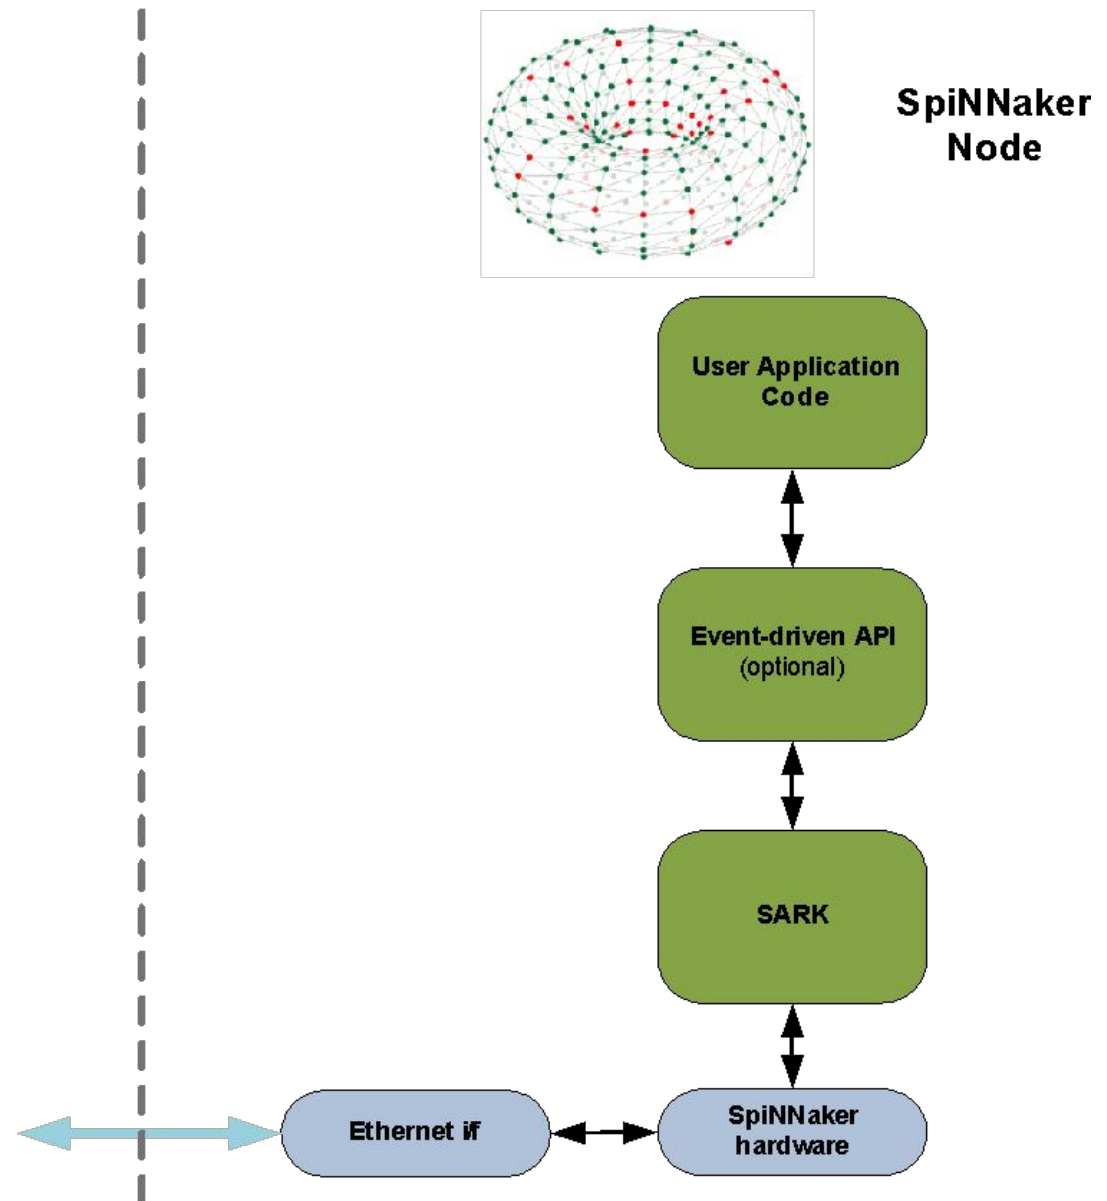 SpiNNaker
Node
User Application
Code
Event-driven API
(optional)
SARK
SpiNNaker
hardware
Ethernet i/f